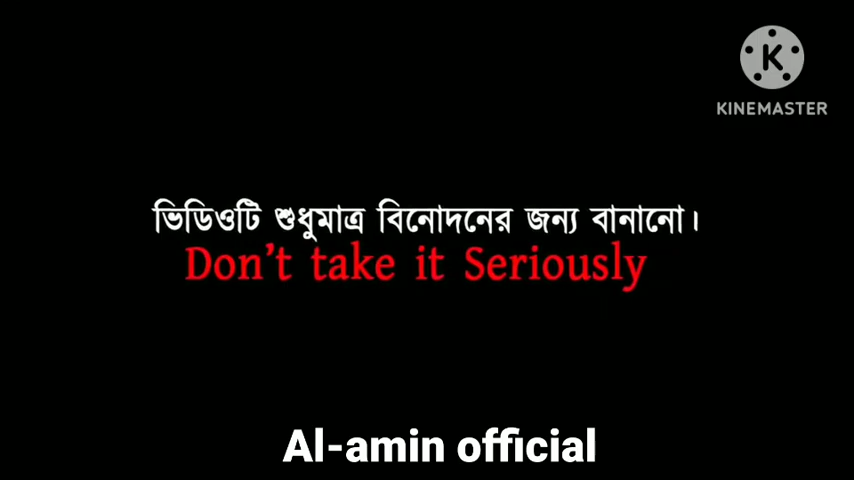 K
KINEMASTER
ভিডিওটি শুধুমাত্র বিনোদনের জন্য বানানো।
Don't take it Seriously
Al-amin official